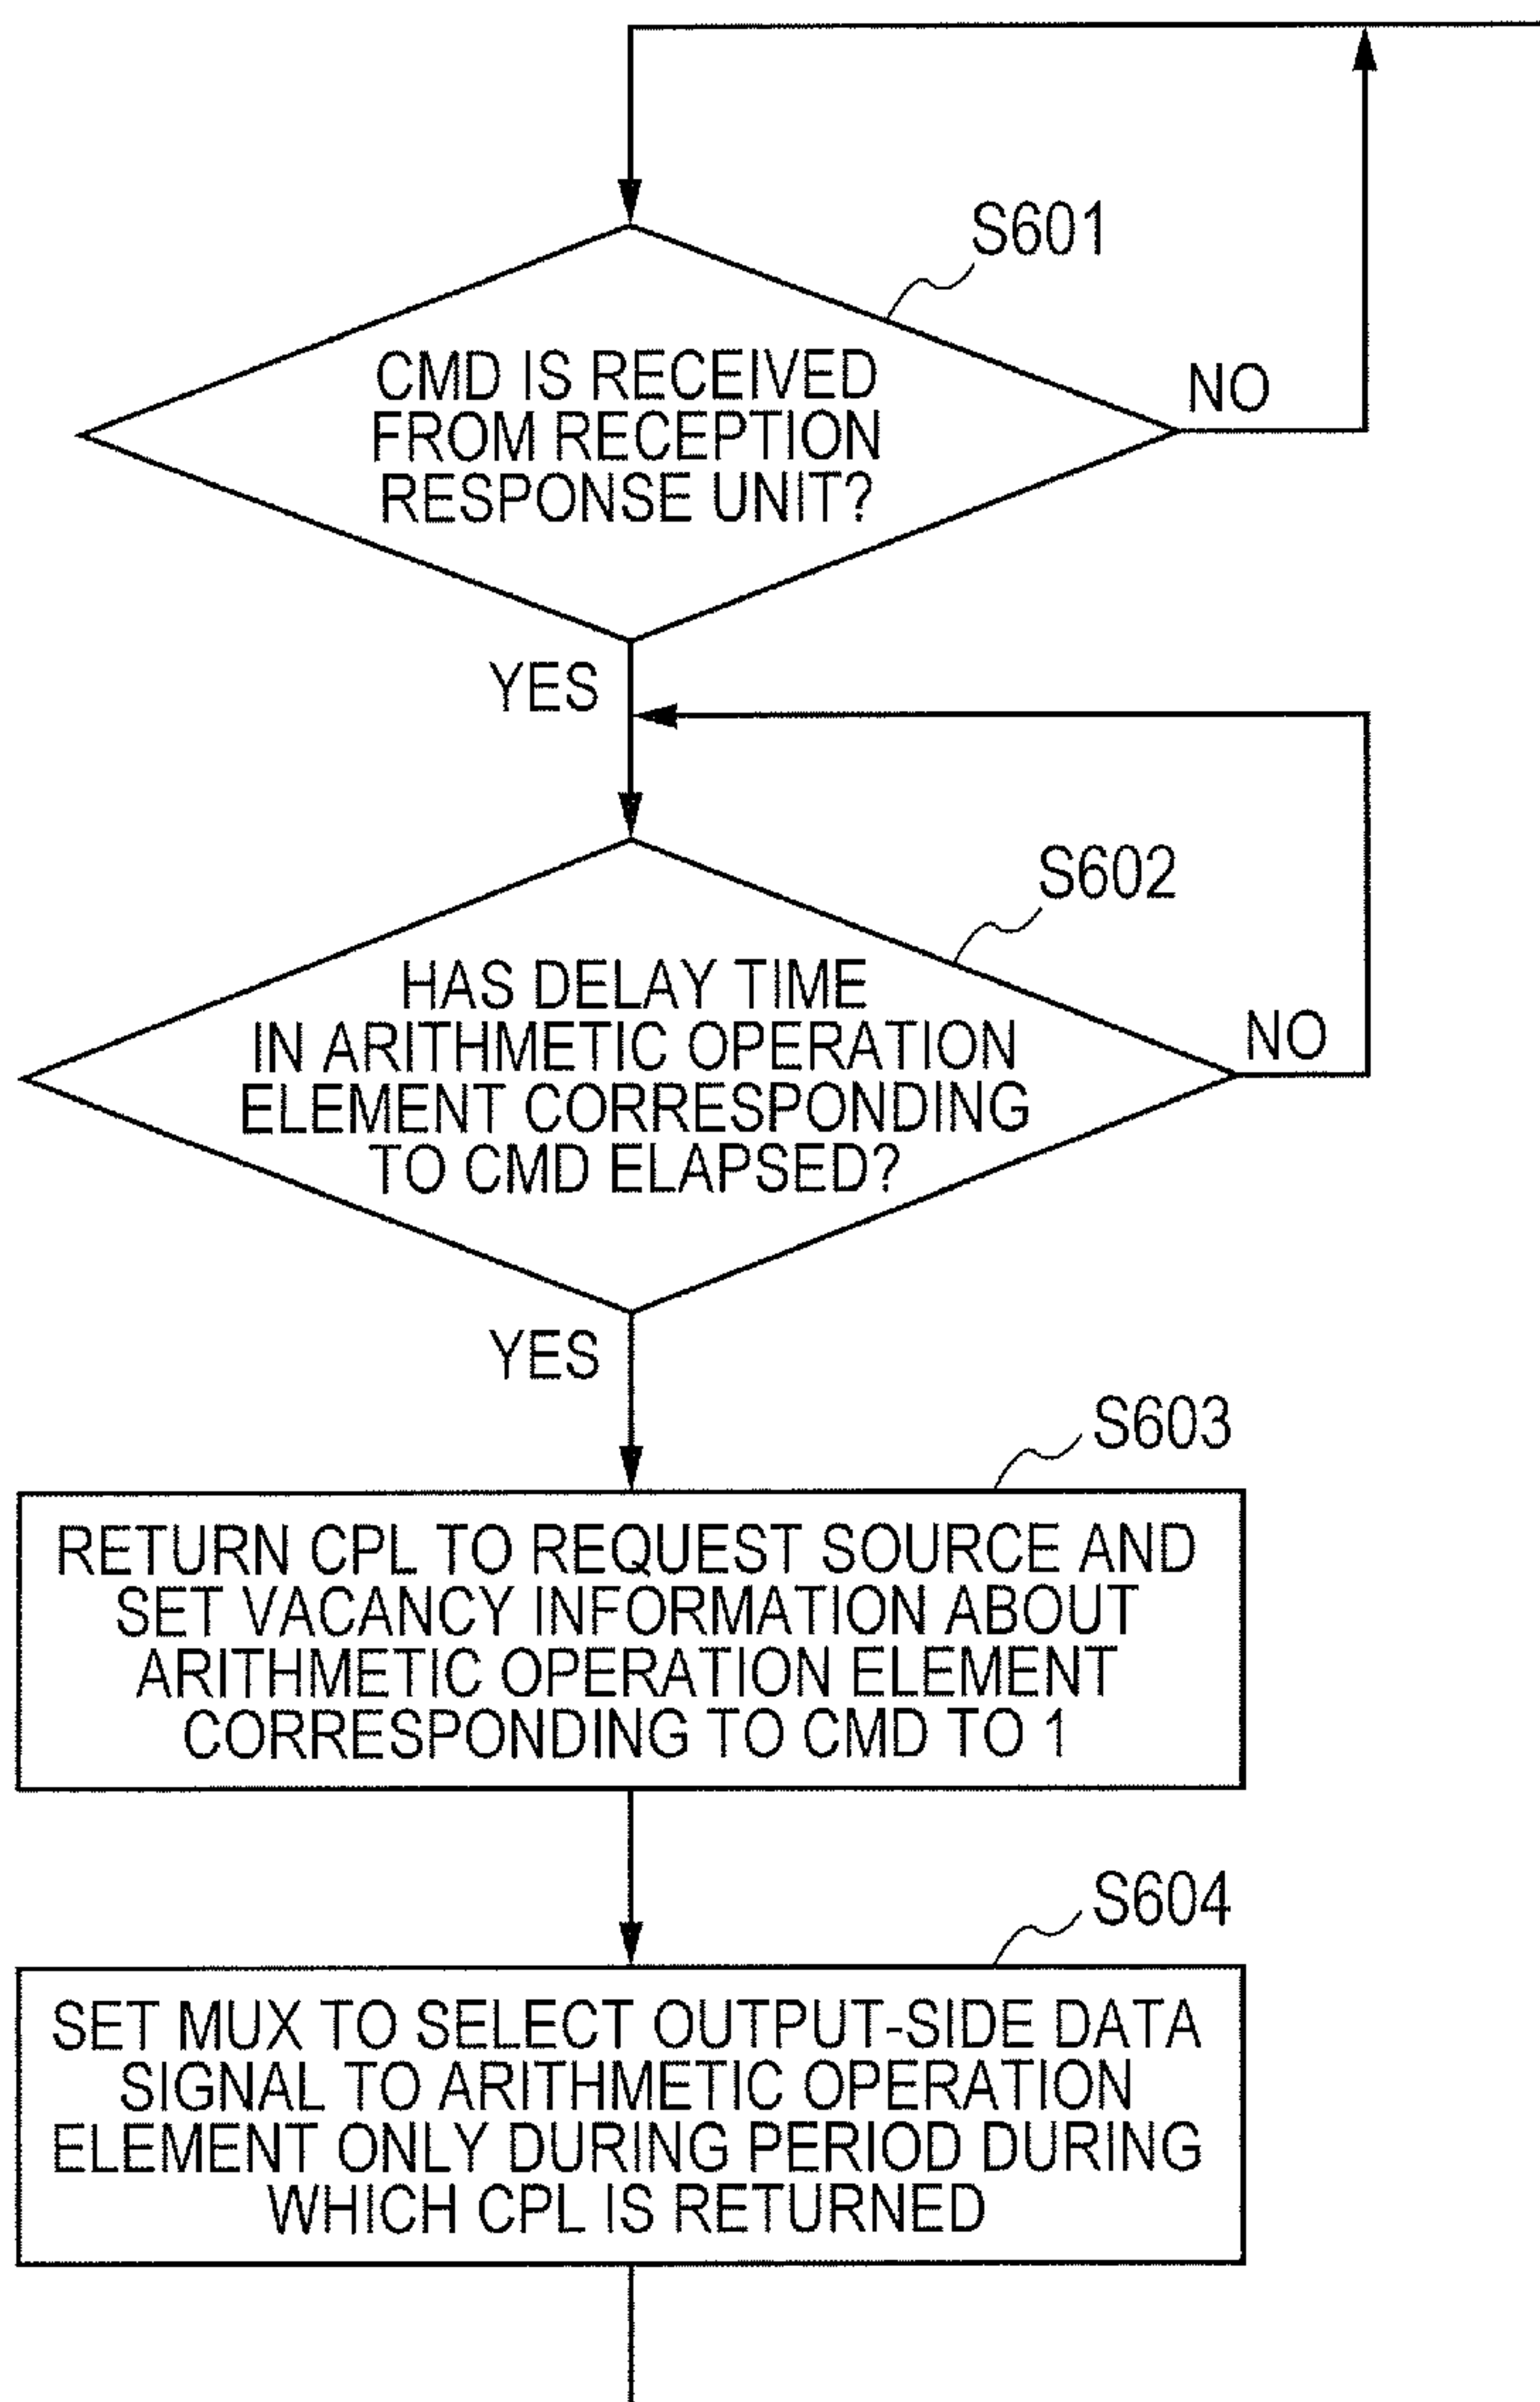 S601
CMD IS RECEIVED
FROM RECEPTION
RESPONSE UNIT?
NO
YES
S602
HAS DELAY TIME
IN ARITHMETIC OPERATION
ELEMENT CORRESPONDING
TO CMD ELAPSED?
NO
YES
S603
RETURN CPL TO REQUEST SOURCE AND
SET VACANCY INFORMATION ABOUT
ARITHMETIC OPERATION ELEMENT
CORRESPONDING TO CMD TO 1
S604
SET MUX TO SELECT OUTPUT-SIDE DATA
SIGNAL TO ARITHMETIC OPERATION
ELEMENT ONLY DURING PERIOD DURING
WHICH CPL IS RETURNED